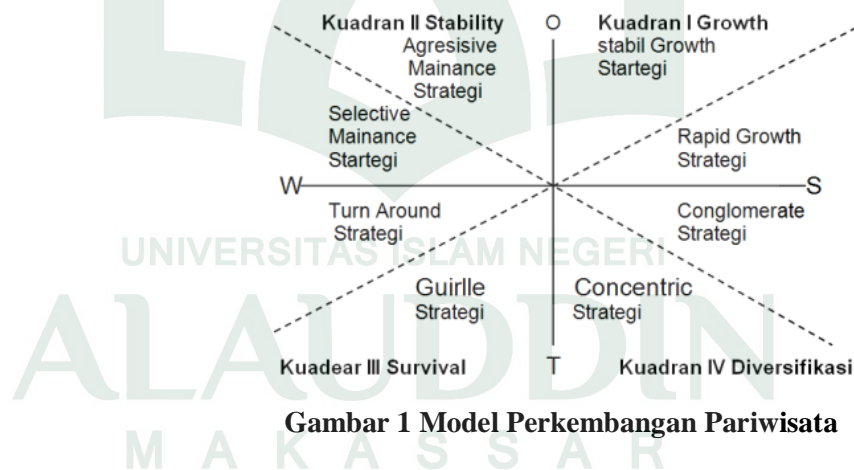 Kuadran II Stability
O
Kuadran I Growth
Agresisive
Mainance
Strategi
stabil Growth
Startegi
Selective
Mainance
Startegi
Rapid Growth
Strategi
W
S
Turn Around
Strategi
Conglomerate
Strategi
UNIVERSITAS ISLAM NEGERI
Guirlle
Strategi
Concentric
Strategi
ALAUDDIN
Kuadear III Survival
T
Kuadran IV Diversifikasi
Gambar 1 Model Perkembangan Pariwisata
MAKASSAR